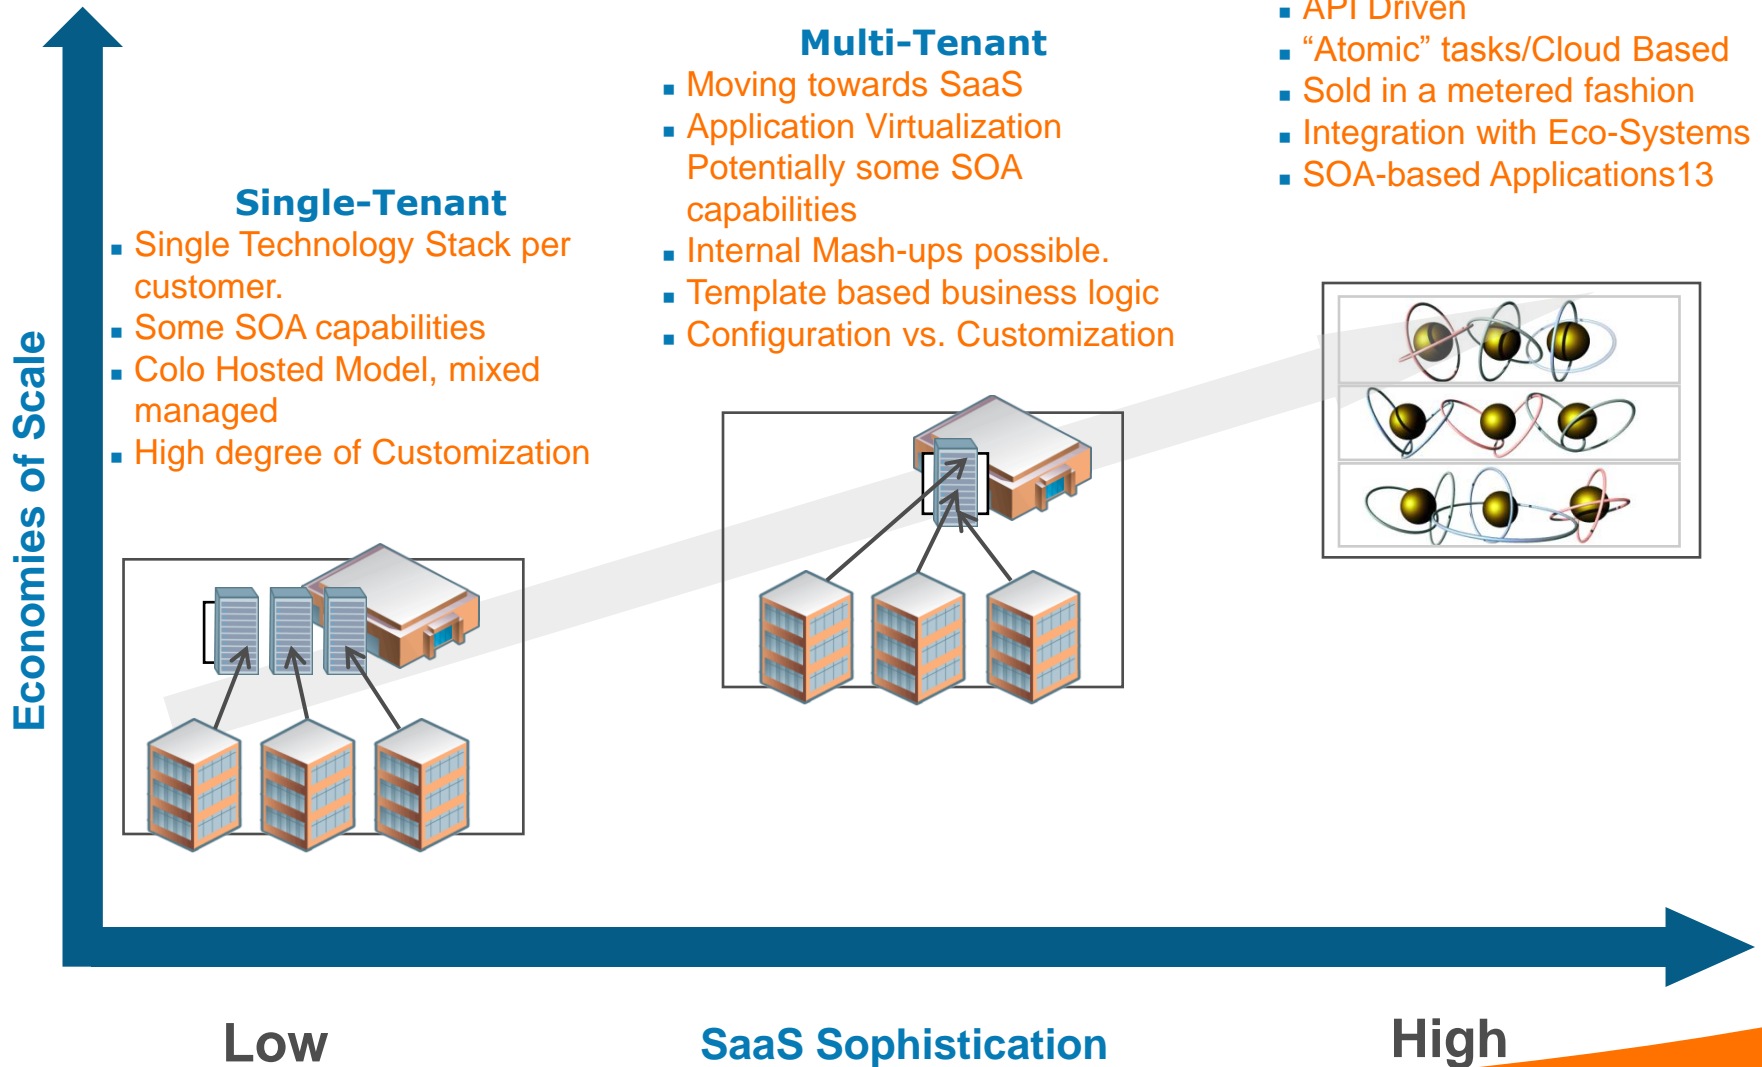 Economies of Scale
Single-Tenant
Single Technology Stack per
customer.
Some SOA capabilities
Colo Hosted Model, mixed
managed
High degree of Customization
Multi-Tenant
Moving towards SaaS
Application Virtualization
Potentially some SOA
capabilities
Internal Mash-ups possible.
Template based business logic
Configuration vs. Customization
API Driven
“Atomic” tasks/Cloud Based
Sold in a metered fashion
Integration with Eco-Systems
SOA-based Applications13
Low
SaaS Sophistication
High